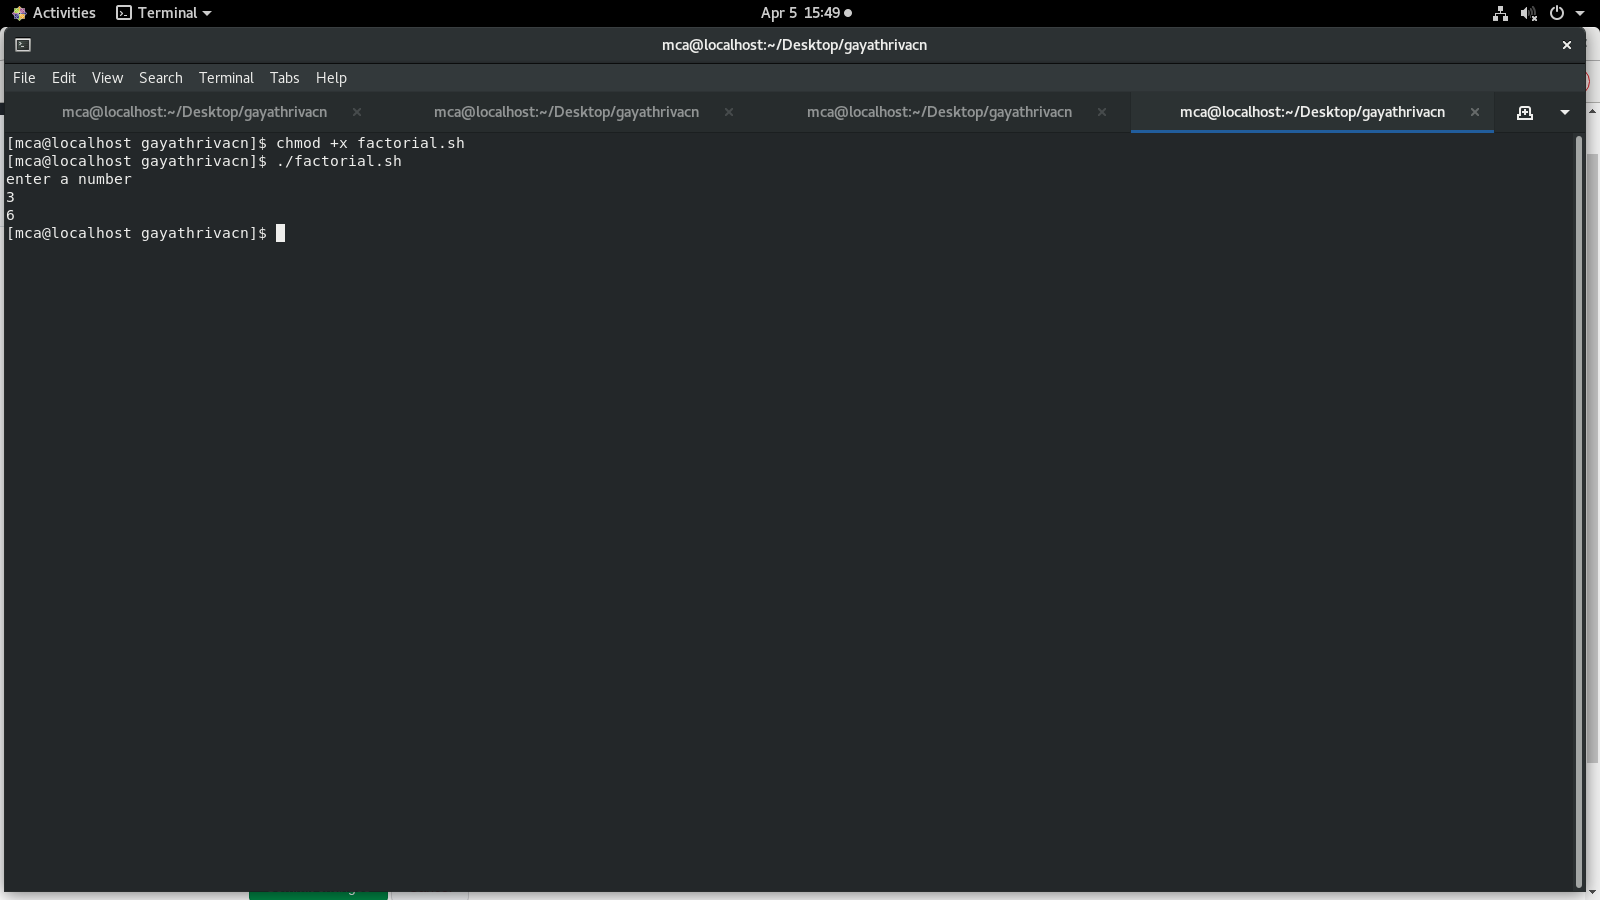 Activities Terminal Apr 5 15:49
mca@localhost:~/Desktop/gayathrivacn
File Edit View Search Terminal Tabs Help
mca@localhost:~/Desktop/gayathrivacn mca@localhost:~/Desktop/gayathrivacn mca@localhost:~/Desktop/gayathrivacn mca@localhost:~/Desktop/gayathrivacn
[mca@localhost gayathrivacn]$ chmod +x factorial.sh
[mca@localhost gayathrivacn]$ ./factorial.sh
enter a number
3
6
[mca@localhost gayathrivacn]$